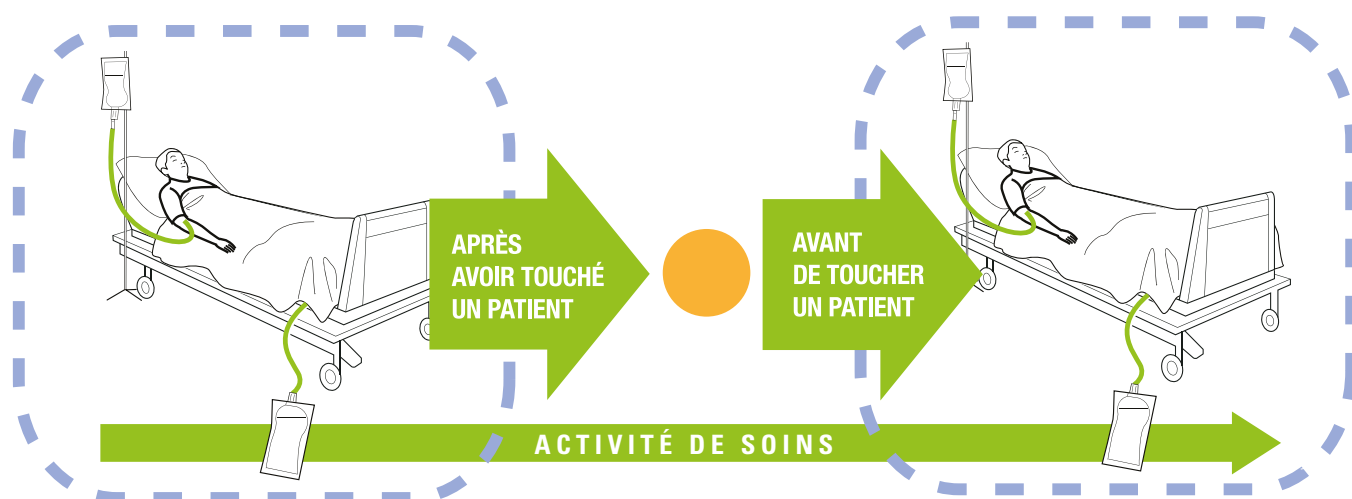 APRÈS
AVOIR TOUCHÉ
UN PATIENT
AVANT
DE TOUCHER
UN PATIENT
ACTIVITÉ DE SOINS